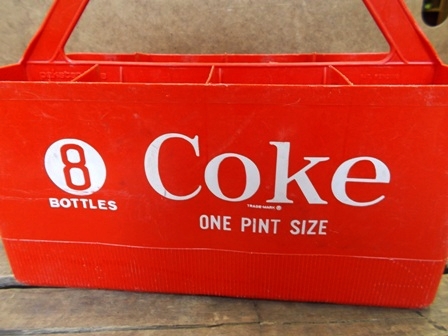 8
BOTTLES
Coke
TRADE-MARK ®
ONE PINT SIZE